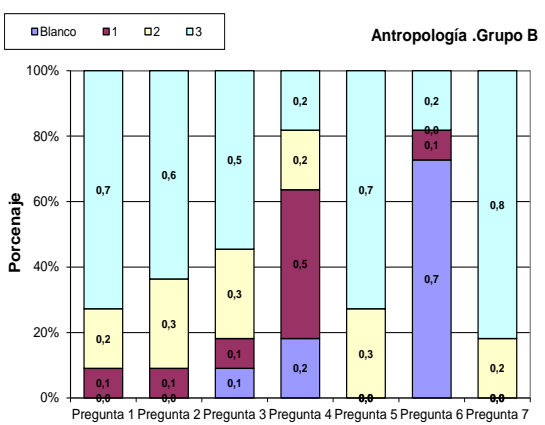 Blanco 1 2 3
Antropología .Grupo B
Porcenaje
100%
80%
60%
40%
20%
0%
0,7 0,6 0,5 0,2 0,7 0,2 0,8
0,2 0,3 0,3 0,2 0,3 0,0 0,2
0,1 0,1 0,1 0,5 0,0 0,1 0,0
0,0 0,0 0,1 0,2 0,0 0,7 0,0
Pregunta 1 Pregunta 2 Pregunta 3 Pregunta 4 Pregunta 5 Pregunta 6 Pregunta 7